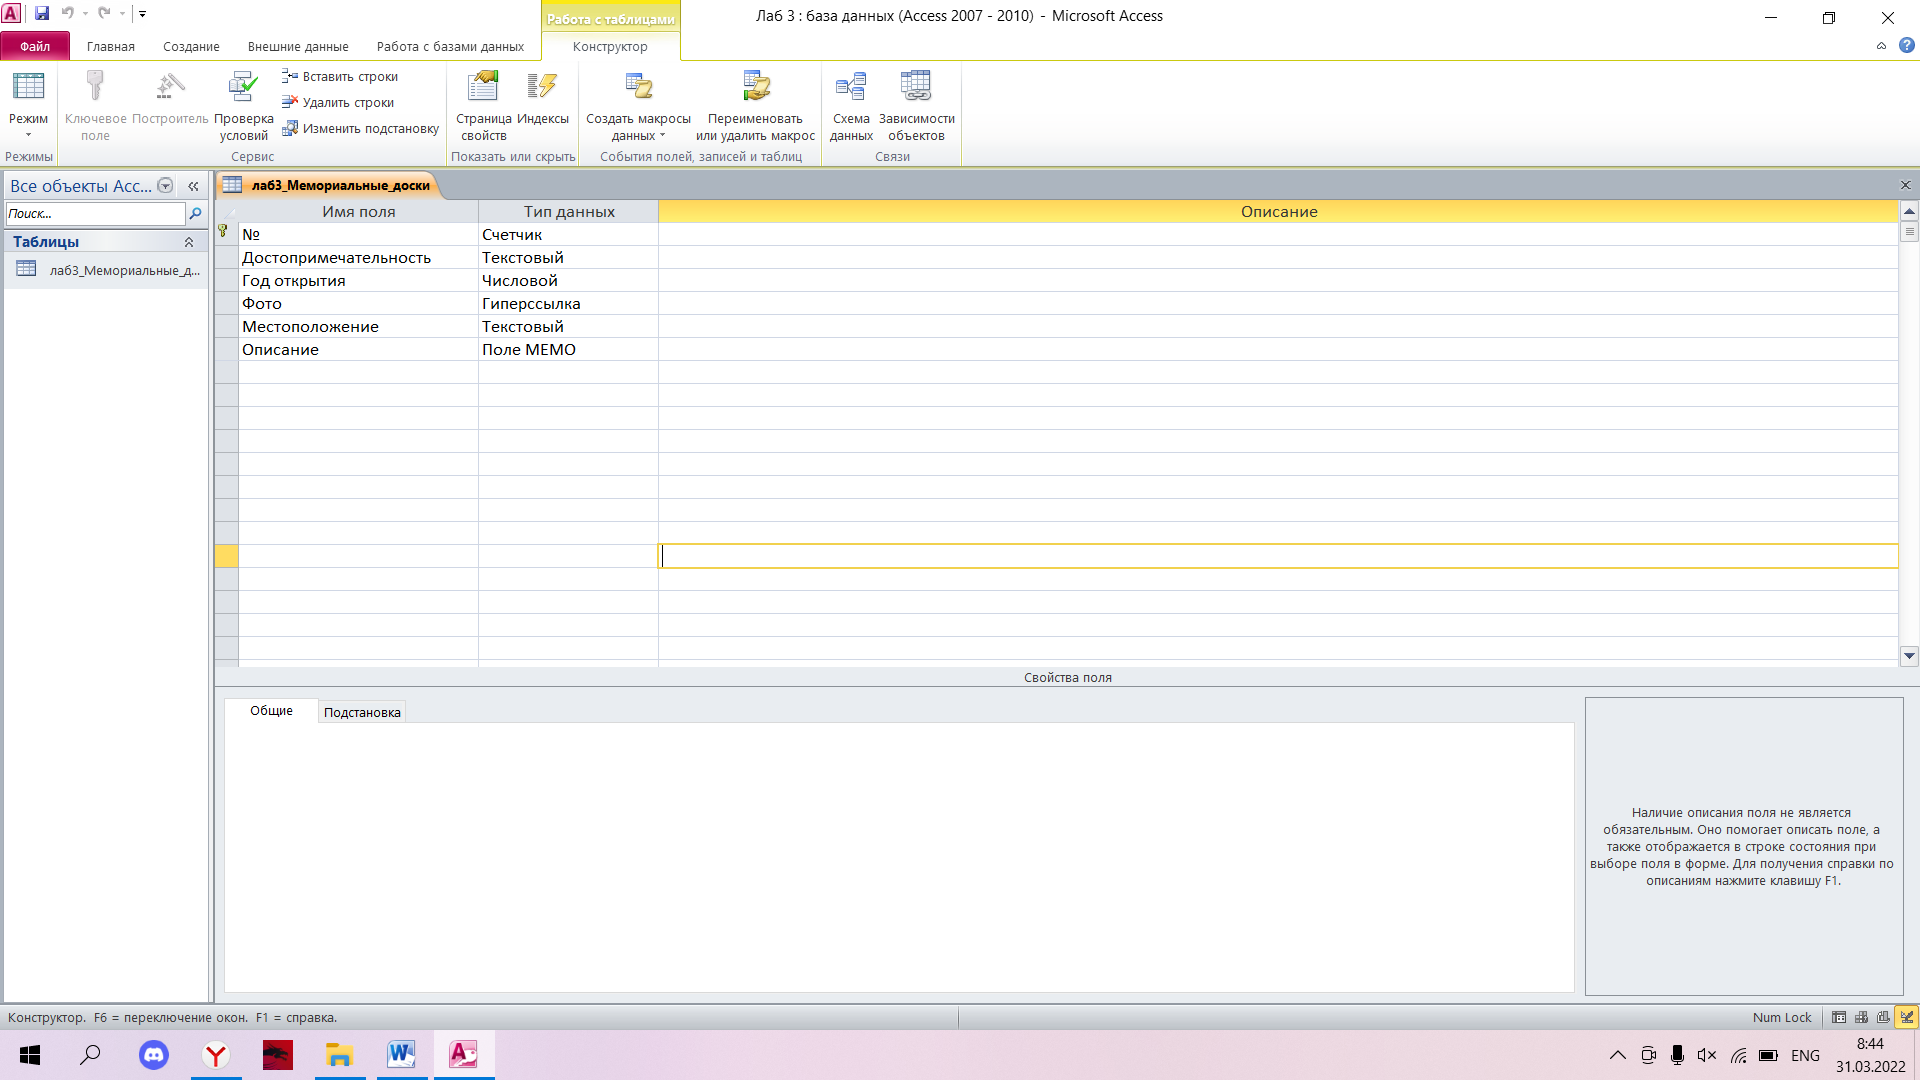 Работа с таблицами
Лаб 3 : база данных (Access 2007 - 2010) - Microsoft Access
Файл
Главная
Создание
Внешние данные
Работа с базами данных
Конструктор
Режим
Ключевое
поле
Построитель
Проверка
условий
Вставить строки
Удалить строки
Изменить подстановку
Страница
свойств
Индексы
Создать макросы
данных
Переименовать
или удалить макрос
Схема
данных
Зависимости
объектов
Режимы
Сервис
Показать или скрыть
События полей, записей и таблиц
Связи
Все объекты Acc...
Поиск...
Таблицы
лаб3_Мемориальные_д...
лаб3_Мемориальные_доски
Имя поля Тип данных Описание
№ Счетчик
Достопримечательность Текстовый
Год открытия Числовой
Фото Гиперссылка
Местоположение Текстовый
Описание Поле МЕМО
Свойства поля
Общие
Подстановка
Наличие описания поля не является
обязательным. Оно помогает описать поле, а
также отображается в строке состояния при
выборе поля в форме. Для получения справки по
описаниям нажмите клавишу F1.
Конструктор. F6 = переключение окон. F1 = справка.
Num Lock
ENG
8:44
31.03.2022